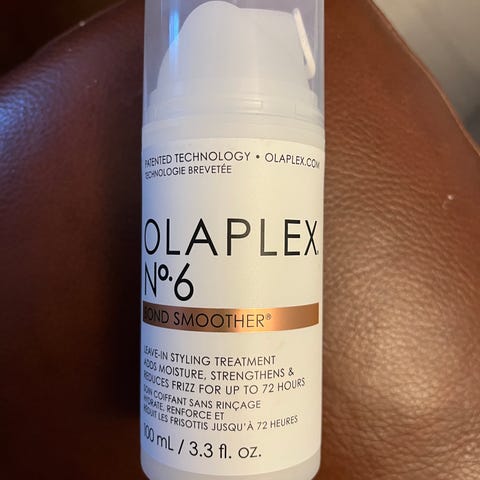 PATENTED TECHNOLOGY • OLAPLEX.COM
TECHNOLOGIE BREVETÉE
OLAPLEX®
Nº.6
BOND SMOOTHER®
LEAVE-IN STYLING TREATMENT
ADDS MOISTURE, STRENGTHENS &
REDUCES FRIZZ FOR UP TO 72 HOURS
SOIN COIFFANT SANS RINÇAGE
HYDRATE, RENFORCE ET
RÉDUIT LES FRISOTTIS JUSQU'À 72 HEURES
100 mL / 3.3 fl. oz.